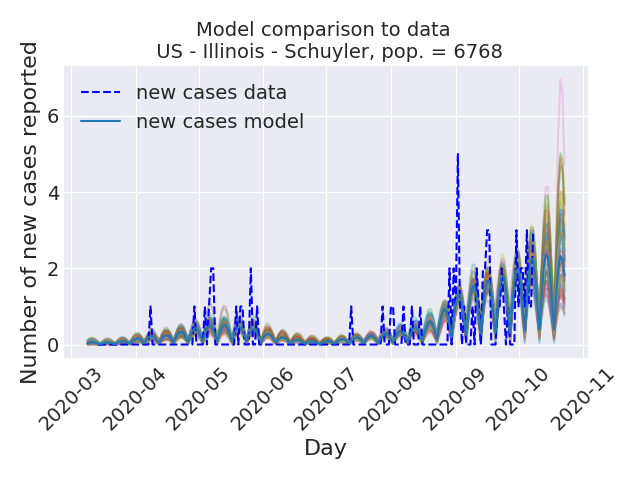 Model comparison to data
US - Illinois - Schuyler, pop. = 6768
Number of new cases reported
new cases data
new cases model
6
4
2
0
2020-03
2020-04
2020-05
2020-06
2020-07
2020-08
2020-09
2020-10
2020-11
Day